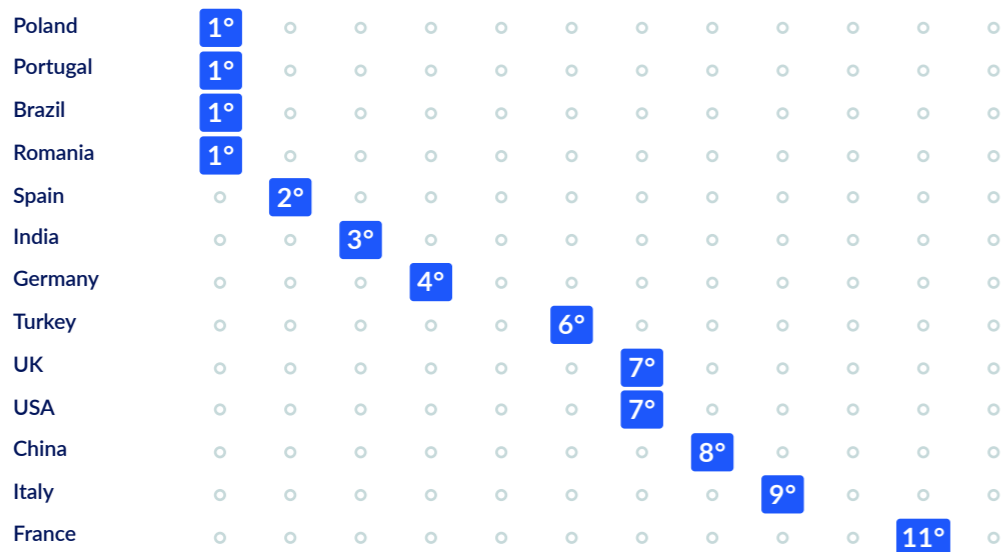 Poland 1°
Portugal 1°
Brazil 1°
Romania 1°
Spain 2°
India 3°
Germany 4°
Turkey 6°
UK 7°
USA 7°
China 8°
Italy 9°
France 11°